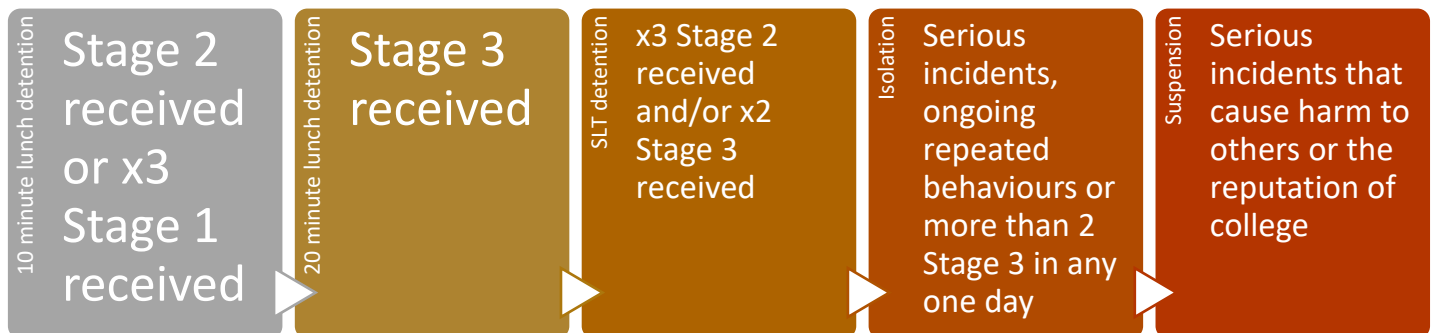 10 minute lunch detention
Stage 2
received
or x3
Stage 1
received
20 minute lunch detention
Stage 3
received
SLT detention
x3 Stage 2
received
and/or x2
Stage 3
received
Isolation
Serious
incidents,
ongoing
repeated
behaviours or
more than 2
Stage 3 in any
one day
Suspension
Serious
incidents that
cause harm to
others or the
reputation of
college